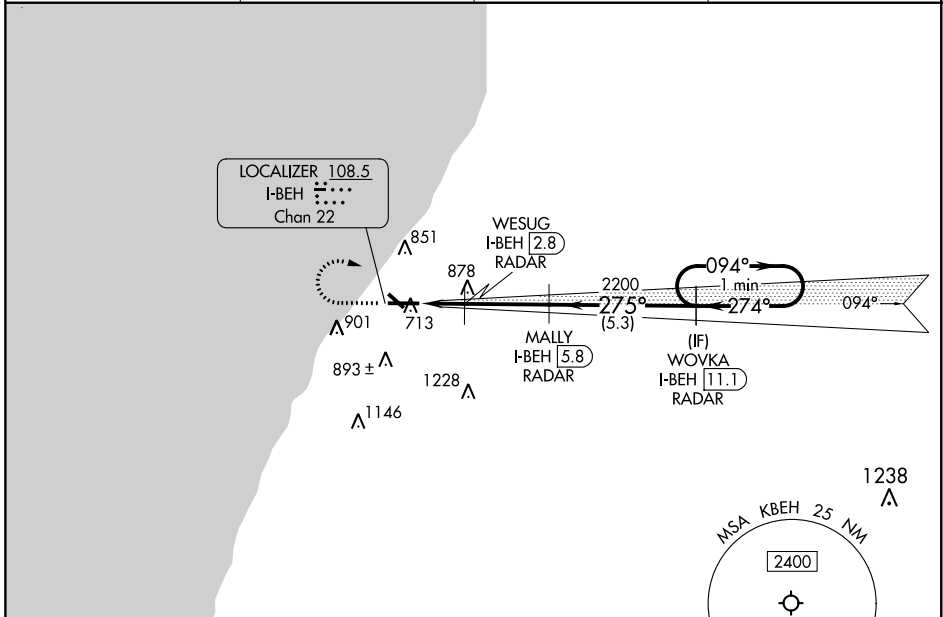 LOCALIZER 108.5
I-BEH
Chan 22
851
WESUG
I-BEH 2.8
RADAR
878
094°
1 min
2200
275°
(5.3)
274°
094°
901
713
MALLY
I-BEH 5.8
RADAR
(IF)
WOVKA
I-BEH 11.1
RADAR
893 ±
1228
1146
1238
MSA KBEH 25 NM
2400